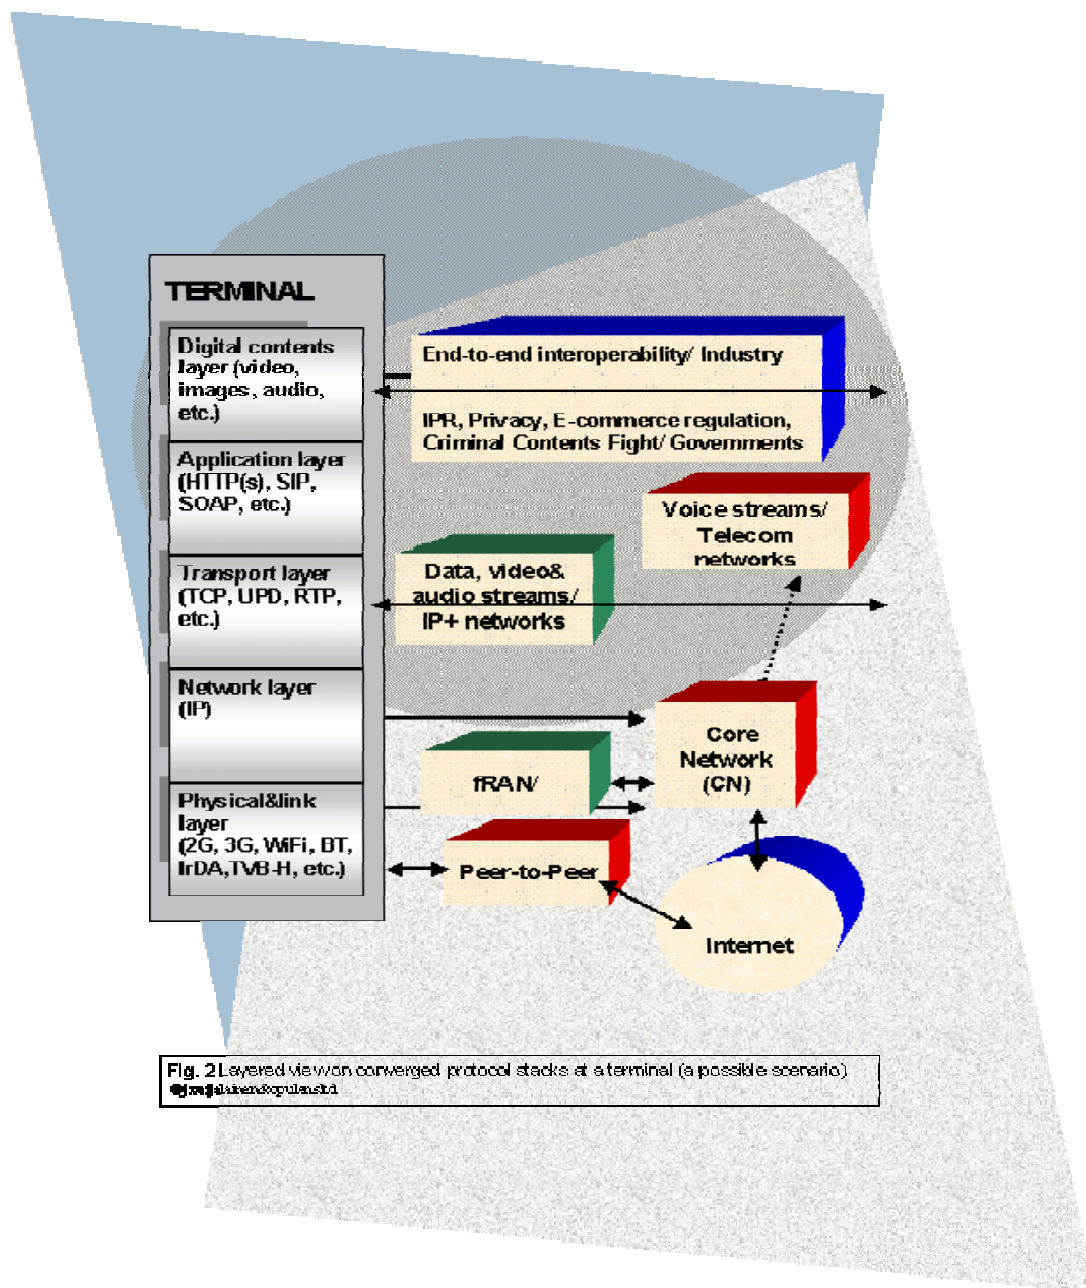 TERMINAL
Digital contents
layer (video,
images, audio,
etc.)
Application layer
(HTTP(s), SIP,
SOAP, etc.)
Transport layer
(TCP, UPD, RTP,
etc.)
Network layer
(IP)
Physical&link
layer
(2G, 3G, WiFi, BT,
IrDA,TVB-H, etc.)
End-to-end interoperability/ Industry
IPR, Privacy, E-commerce regulation,
Criminal Contents Fight/ Governments
Voice streams/
Telecom
networks
Data, video&
audio streams/
IP+ networks
Core
Network
(CN)
fRAN/
Peer-to-Peer
Internet
Fig. 2 Layered view on converged protocol stacks at a terminal (a possible scenario)